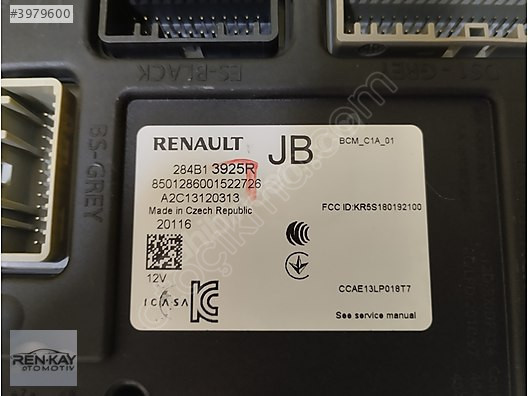 #3979600
ES-BLACK
BS-GREY
RENAULT
JB
BCM_C1A_01
284B1 3925R
8501286001522726
A2C13120313
Made in Czech Republic
20116
FCC ID:KR5S180192100
12V
ICASA
CCAE13LP018T7
See service manual
REN-KAY
OTOMOTİV